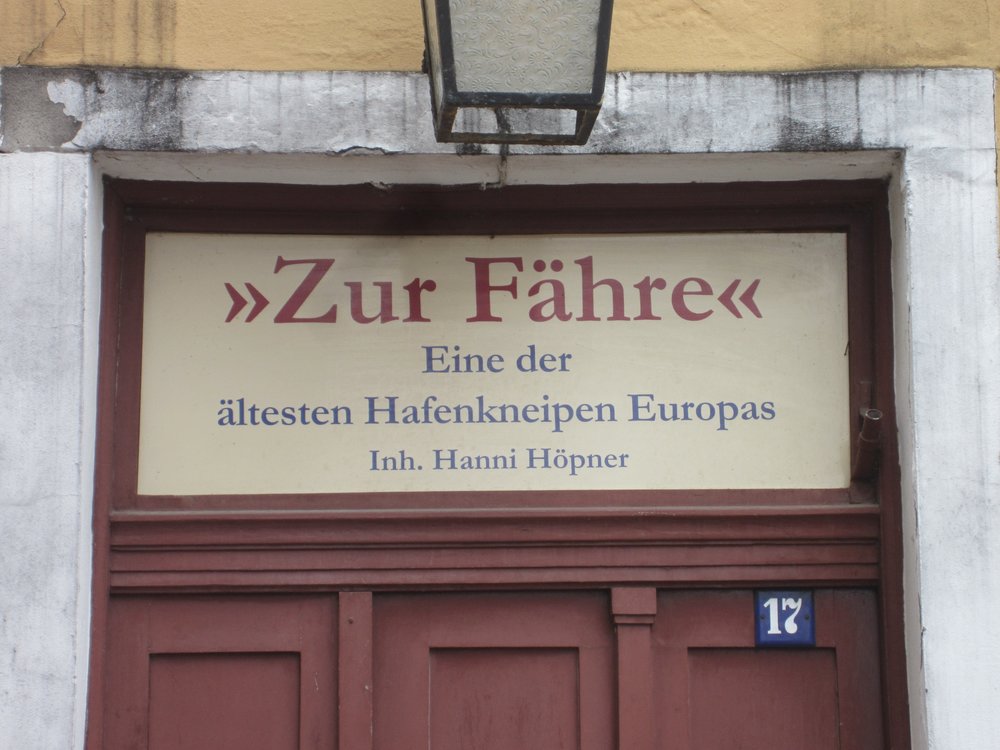 »Zur Fähre«
Eine der
ältesten Hafenkneipen Europas
Inh. Hanni Höpner
17